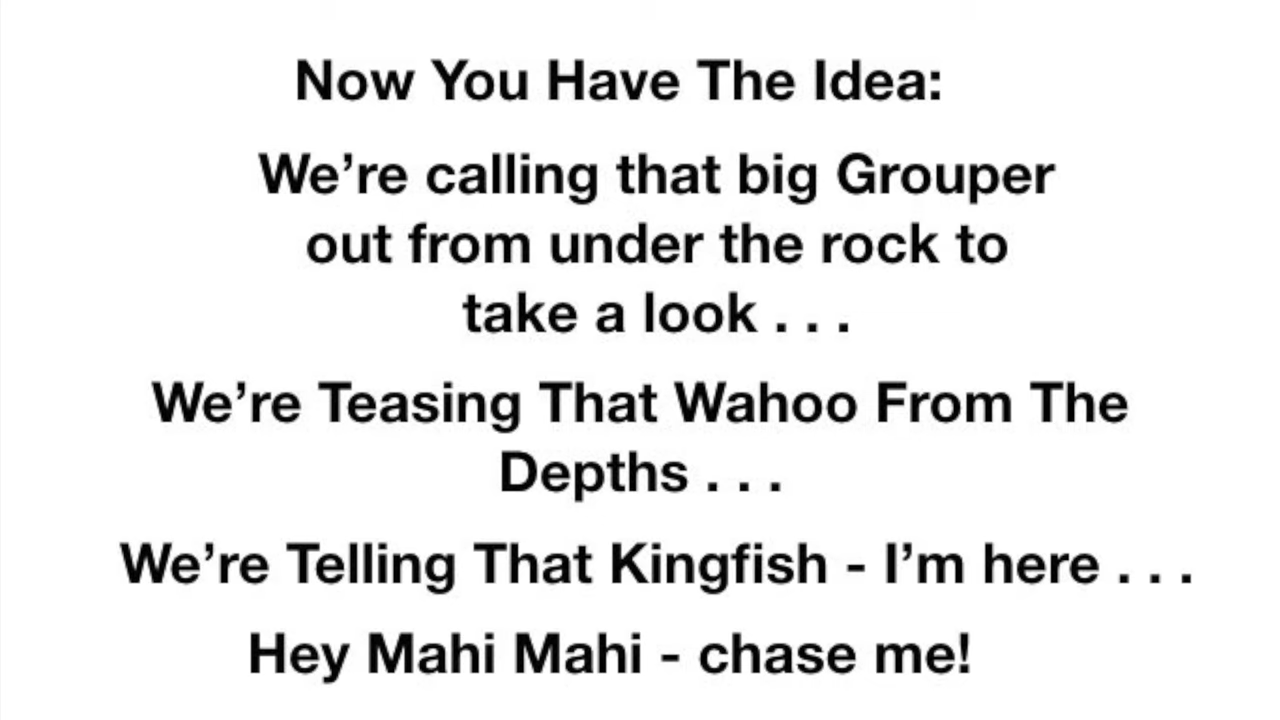 Now You Have The Idea:
We’re calling that big Grouper
out from under the rock to
take a look . . .
We’re Teasing That Wahoo From The
Depths . . .
We’re Telling That Kingfish - I’m here . . .
Hey Mahi Mahi - chase me!